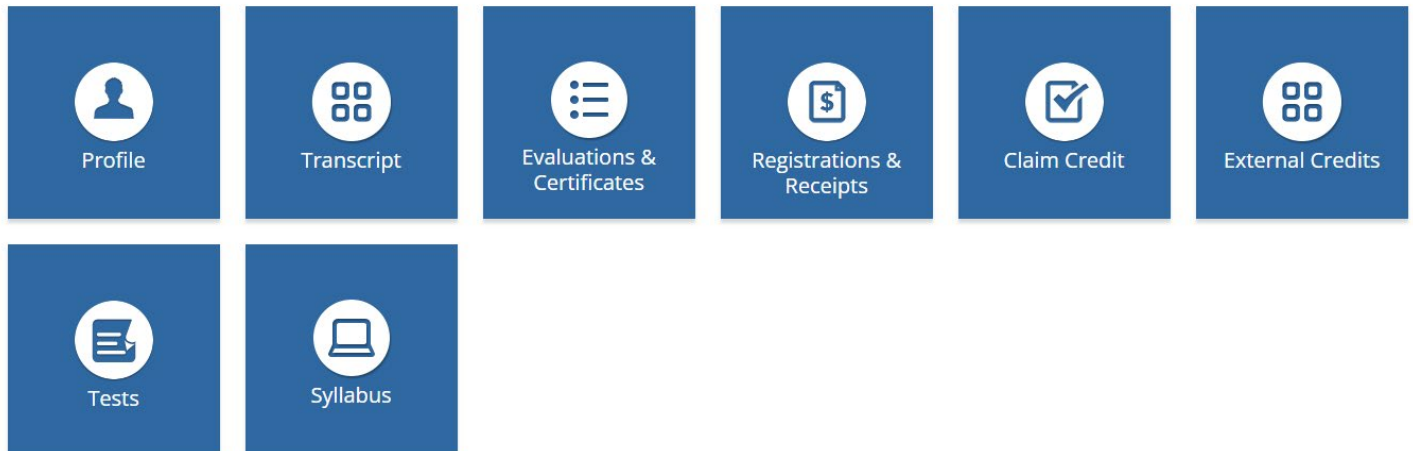 Profile
Transcript
Evaluations &
Certificates
Registrations &
Receipts
Claim Credit
External Credits
Tests
Syllabus